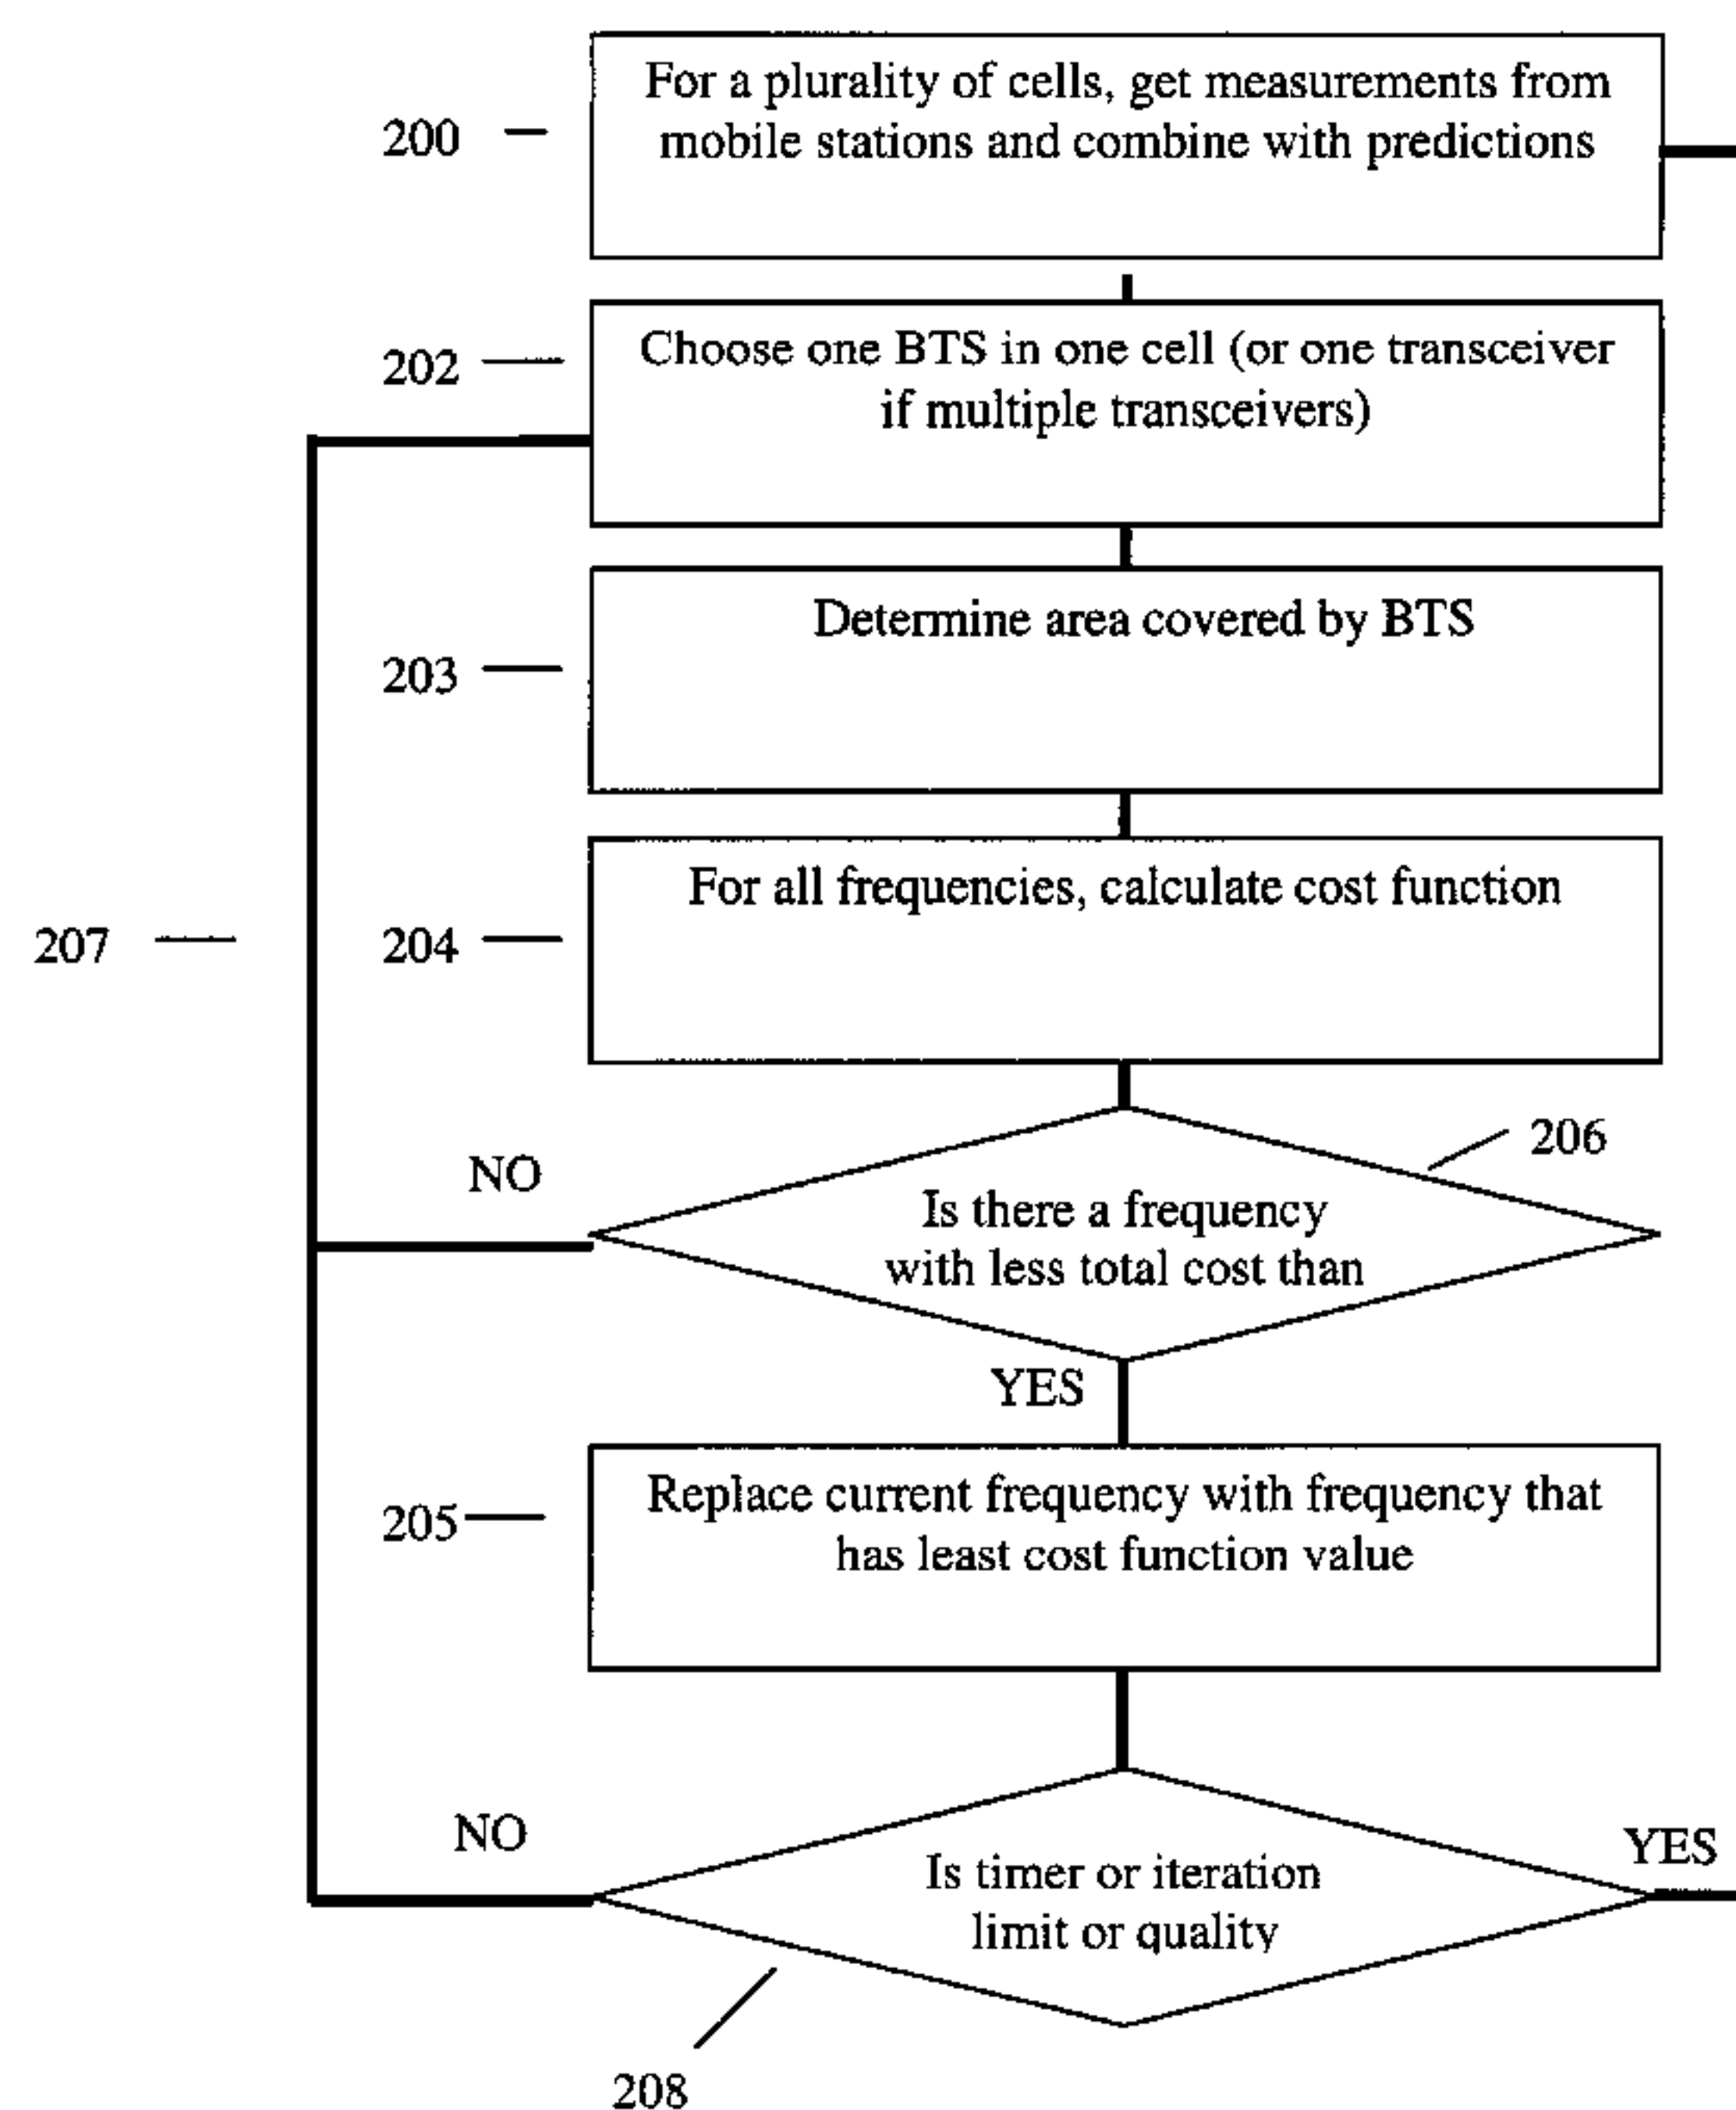 For a plurality of cells, get measurements from
mobile stations and combine with predictions
200
Choose one BTS in one cell (or one transceiver
if multiple transceivers)
202
Determine area covered by BTS
203
For all frequencies, calculate cost function
204
207
206
NO
Is there a frequency
with less total cost than
YES
Replace current frequency with frequency that
has least cost function value
205
NO
YES
Is timer or iteration
limit or quality
208